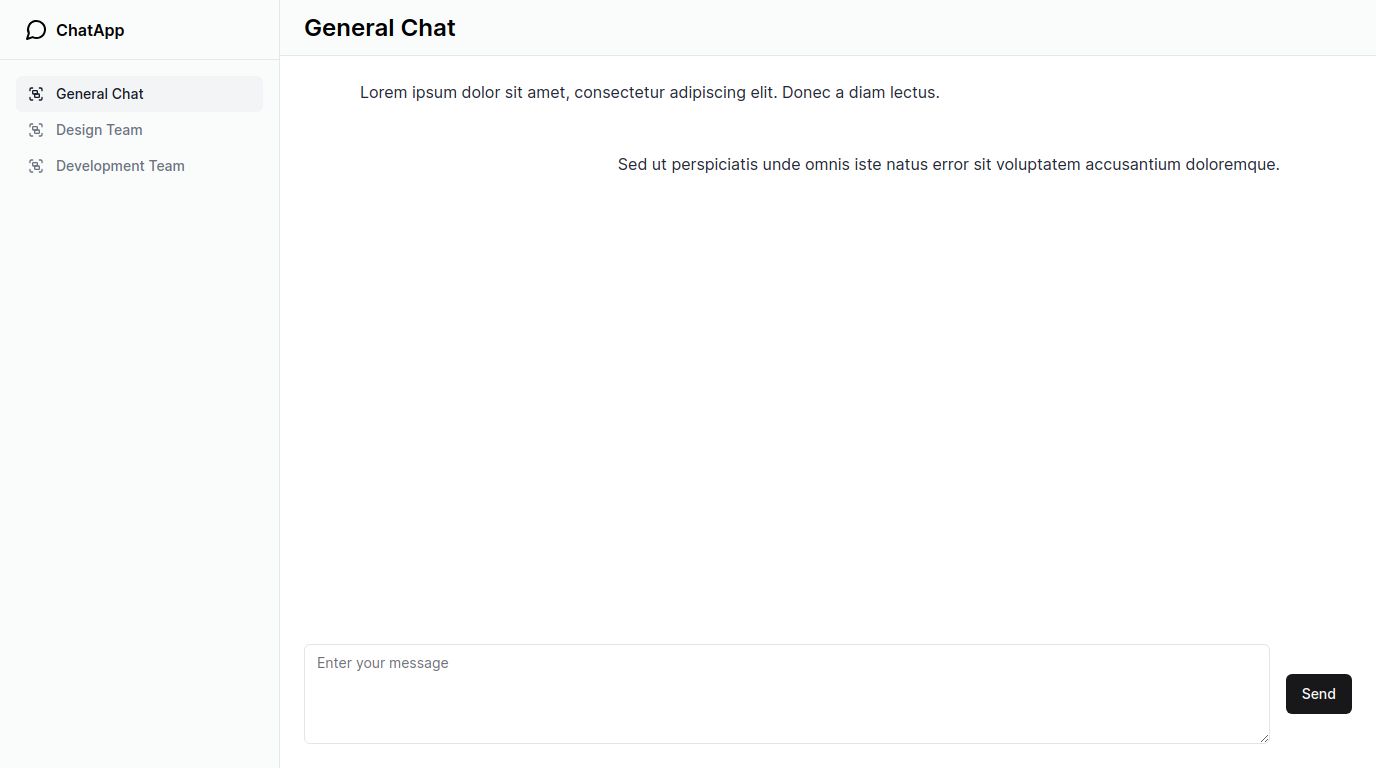 ChatApp
General Chat
Design Team
Development Team
General Chat
Lorem ipsum dolor sit amet, consectetur adipiscing elit. Donec a diam lectus.
Sed ut perspiciatis unde omnis iste natus error sit voluptatem accusantium doloremque.
Enter your message
Send